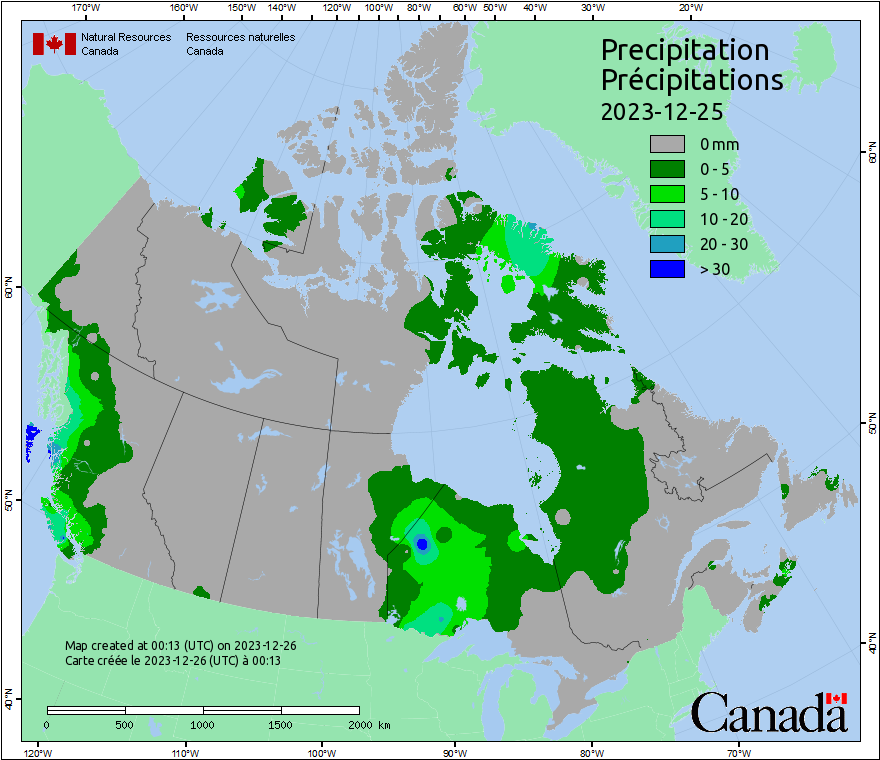 170°W 160°W 150°W 140°W 130°W 120°W 110°W 100°W 90°W 80°W 70°W 60°W 50°W 40°W 30°W 20°W
Natural Resources Ressources naturelles
Canada Canada
Precipitation
Précipitations
2023-12-25
0 mm
0 - 5
5 - 10
10 - 20
20 - 30
> 30
60°N
60°N
50°N
50°N
40°N
40°N
Map created at 00:13 (UTC) on 2023-12-26
Carte créée le 2023-12-26 (UTC) à 00:13
0 500 1000 1500 2000 km
Canada
120°W 110°W 100°W 90°W 80°W 70°W